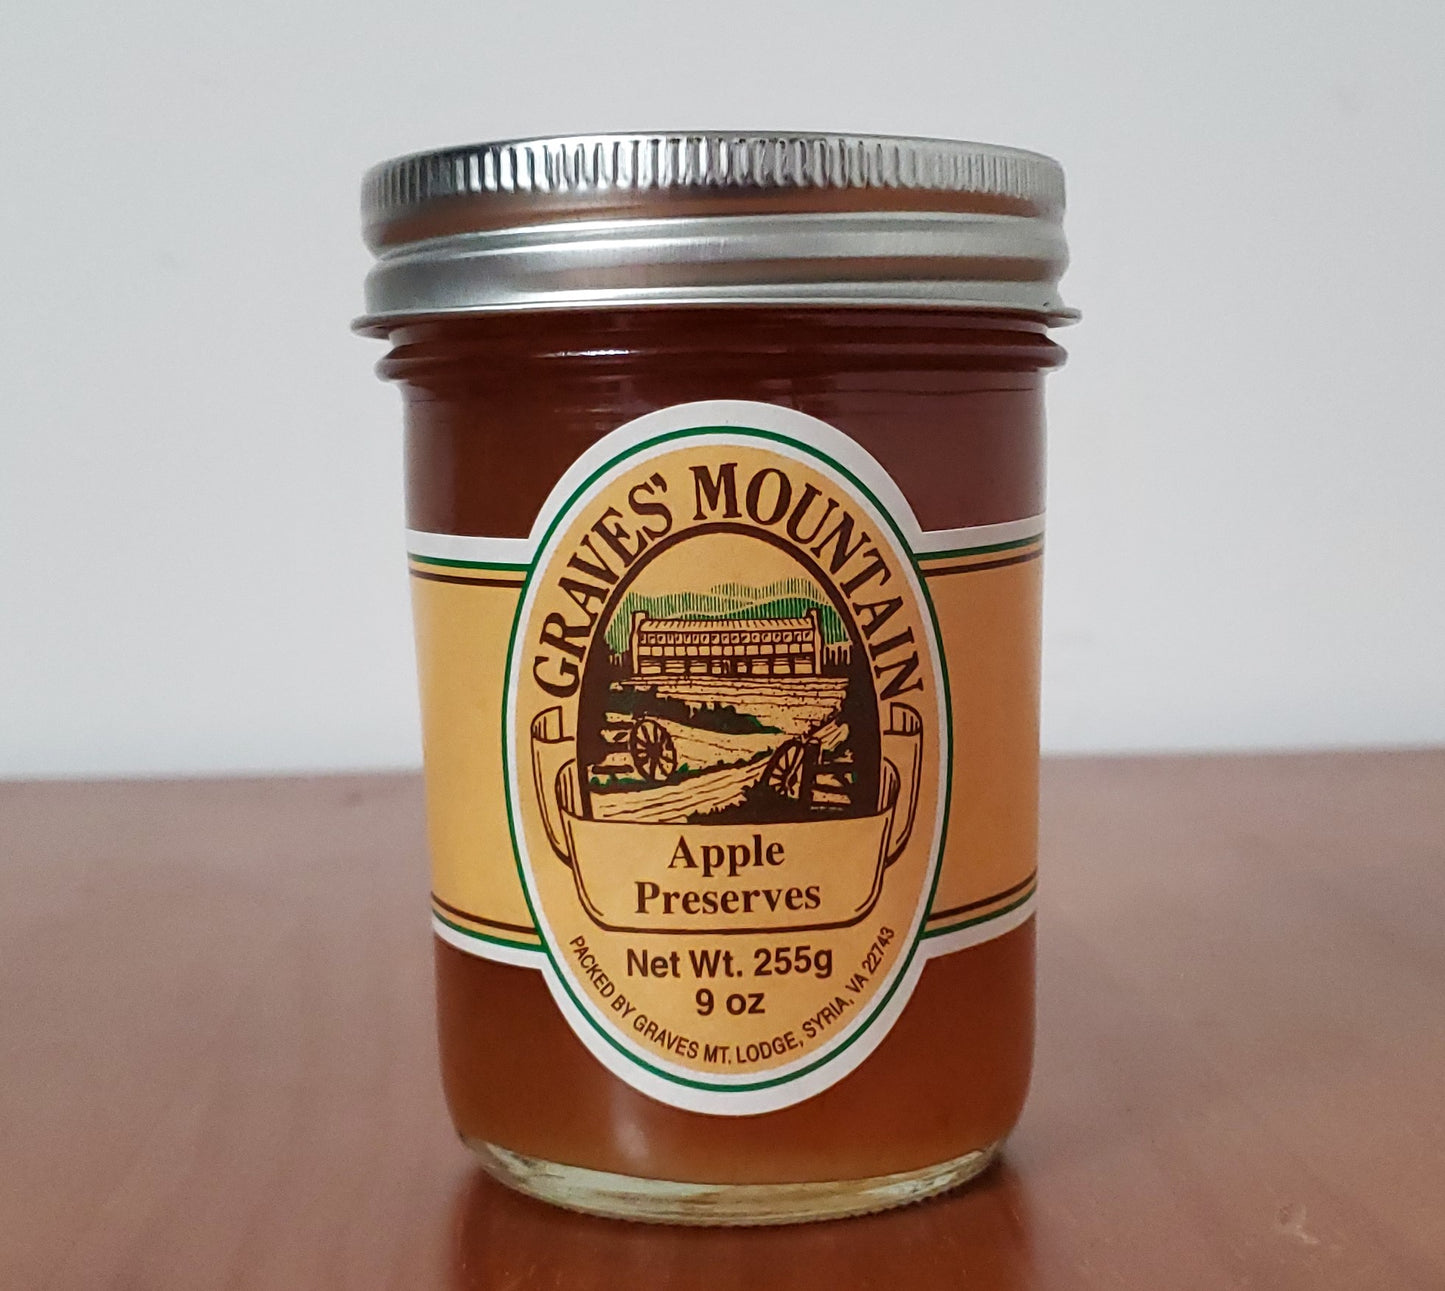 GRAVES' MOUNTAIN
Apple
Preserves
Net Wt. 255g
9 oz
PACKED BY GRAVES MT. LODGE, SYRIA, VA 22743